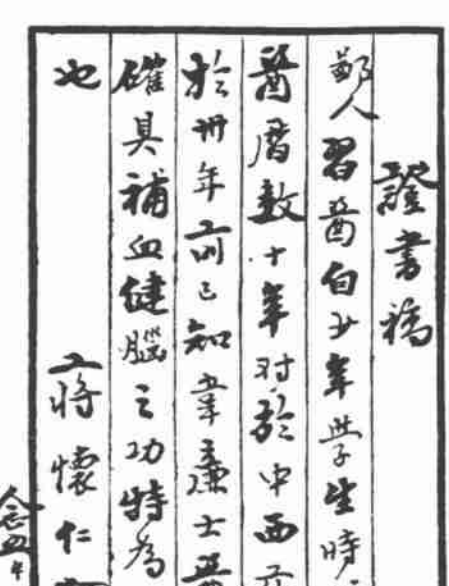 證書稿
鄙人習醫自少年學生時
醫曆數十年对於中西
於卅年前已知韋廉士
確具補血健腦之功特為
也 蔣懷仁